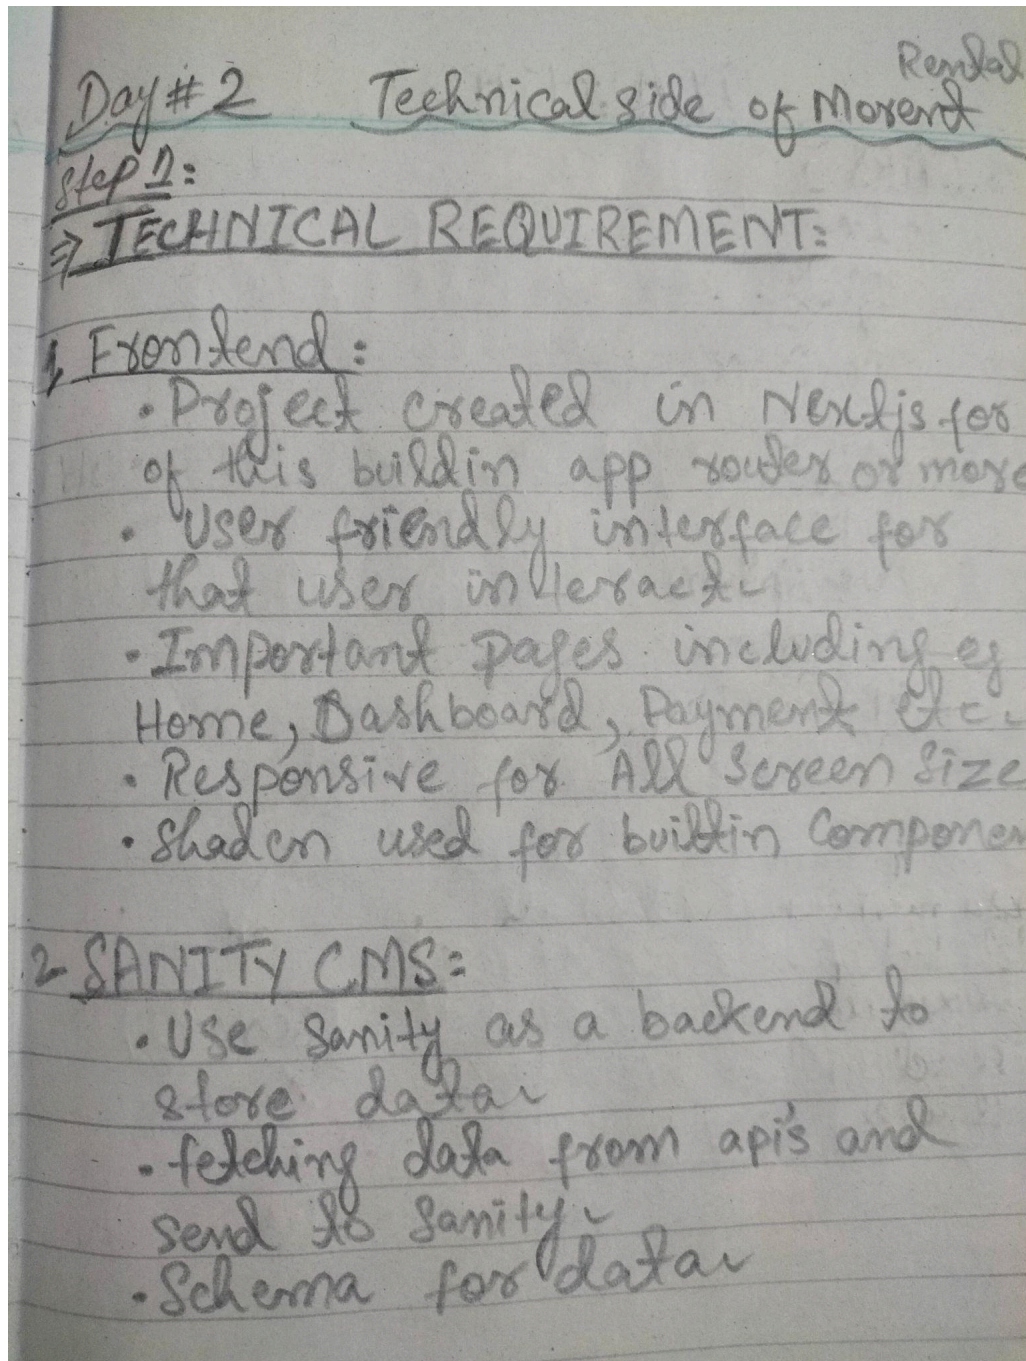 Rental
Day # 2 Technical side of Morent
Step 1:
⇒ TECHNICAL REQUIREMENT:
1, Frontend:
• Project created in Nextjs for
of this buildin app router or more
• User friendly interface for
that user interact.
• Important pages including eg
Home, Dashboard, Payment etc.
• Responsive for All Screen Size
• Shadcn used for builtin Componen
2 SANITY CMS:
• Use Sanity as a backend to
store data.
• fetching data from api's and
send to Sanity.
• Schema for data.